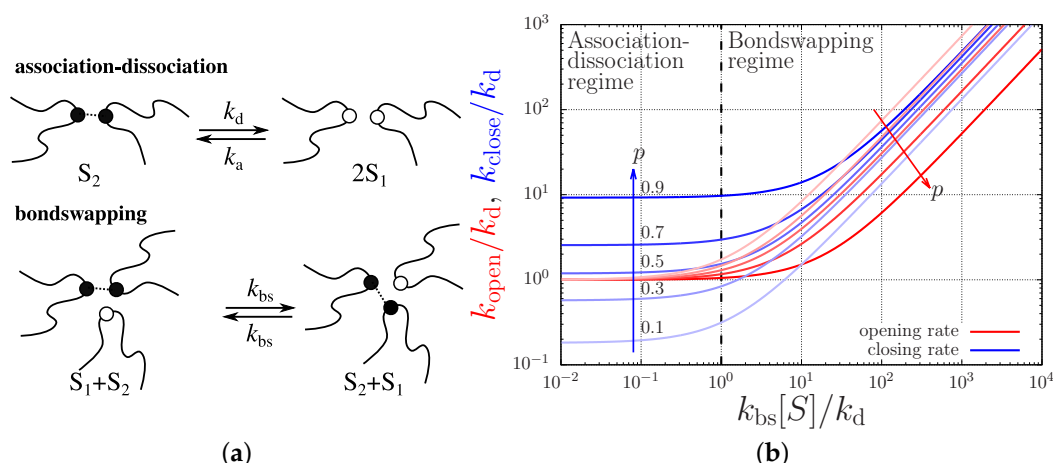 association-dissociation
k_d
k_a
S_2
2S_1
bondswapping
k_bs
k_bs
S_1+S_2
S_2+S_1
(a)
k_open/k_d, k_close/k_d
10^3
10^2
10^1
10^0
10^-1
Association-
dissociation
regime
Bondswapping
regime
p
0.9
0.7
0.5
0.3
0.1
p
opening rate
closing rate
10^-2
10^-1
10^0
10^1
10^2
10^3
10^4
k_bs[S]/k_d
(b)